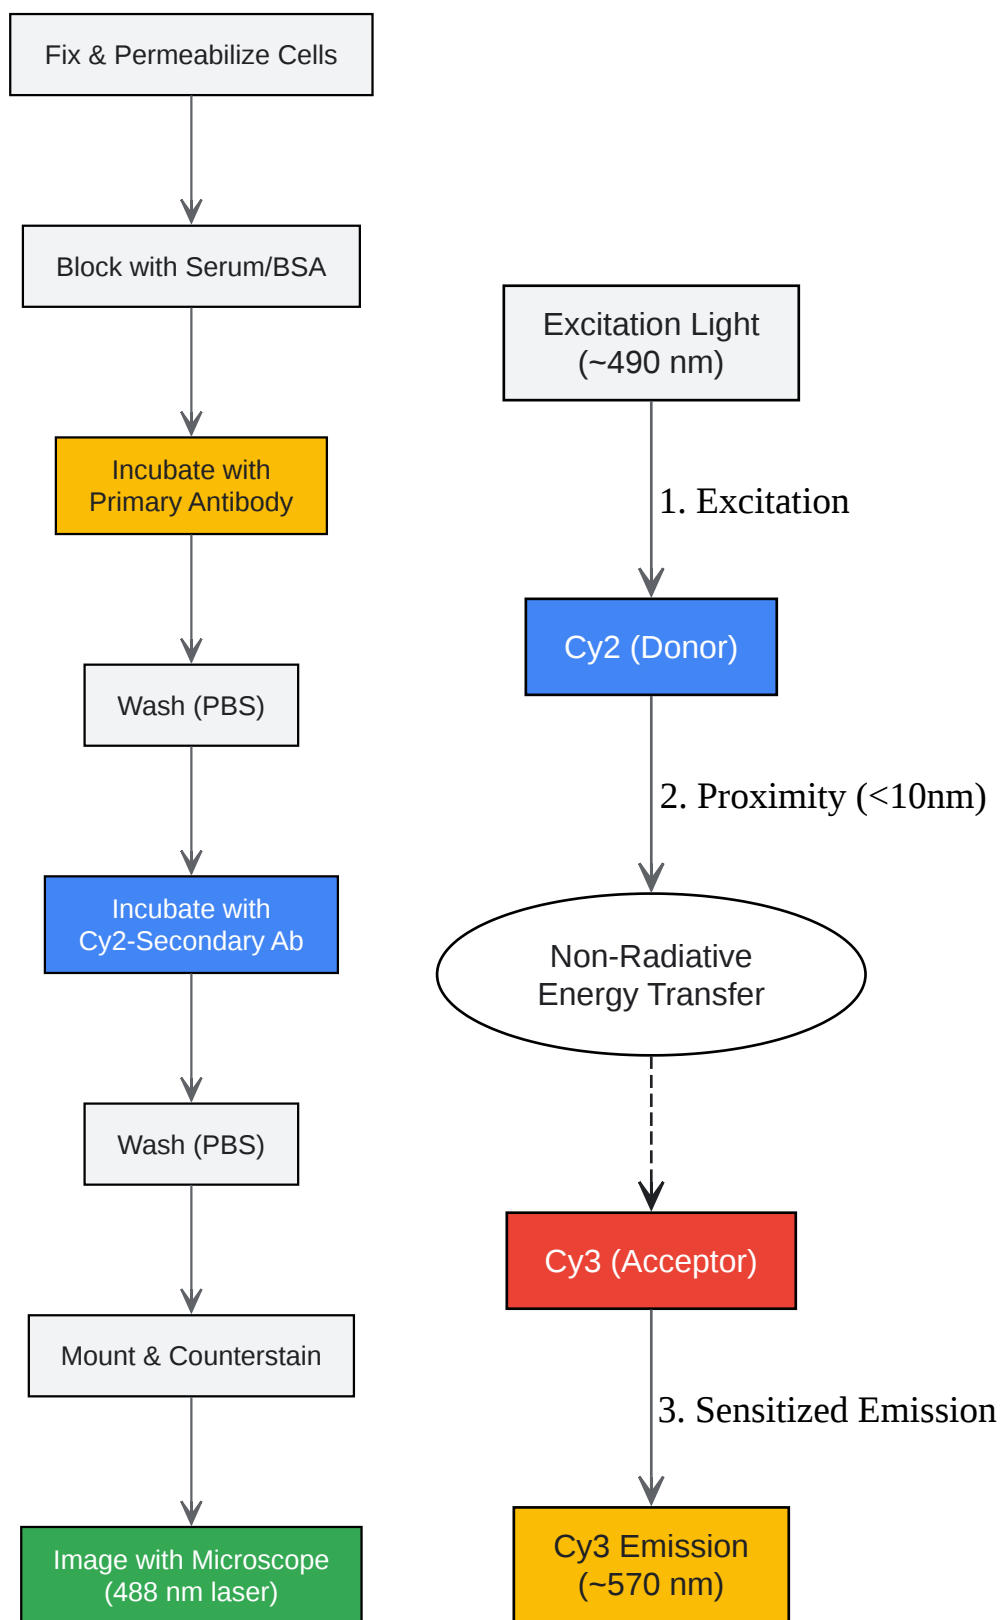 Fix & Permeabilize Cells
Block with Serum/BSA
Incubate with
Primary Antibody
Wash (PBS)
Incubate with
Cy2-Secondary Ab
Wash (PBS)
Mount & Counterstain
Image with Microscope
(488 nm laser)
Excitation Light
(~490 nm)
1. Excitation
Cy2 (Donor)
2. Proximity (<10nm)
Non-Radiative
Energy Transfer
Cy3 (Acceptor)
3. Sensitized Emission
Cy3 Emission
(~570 nm)